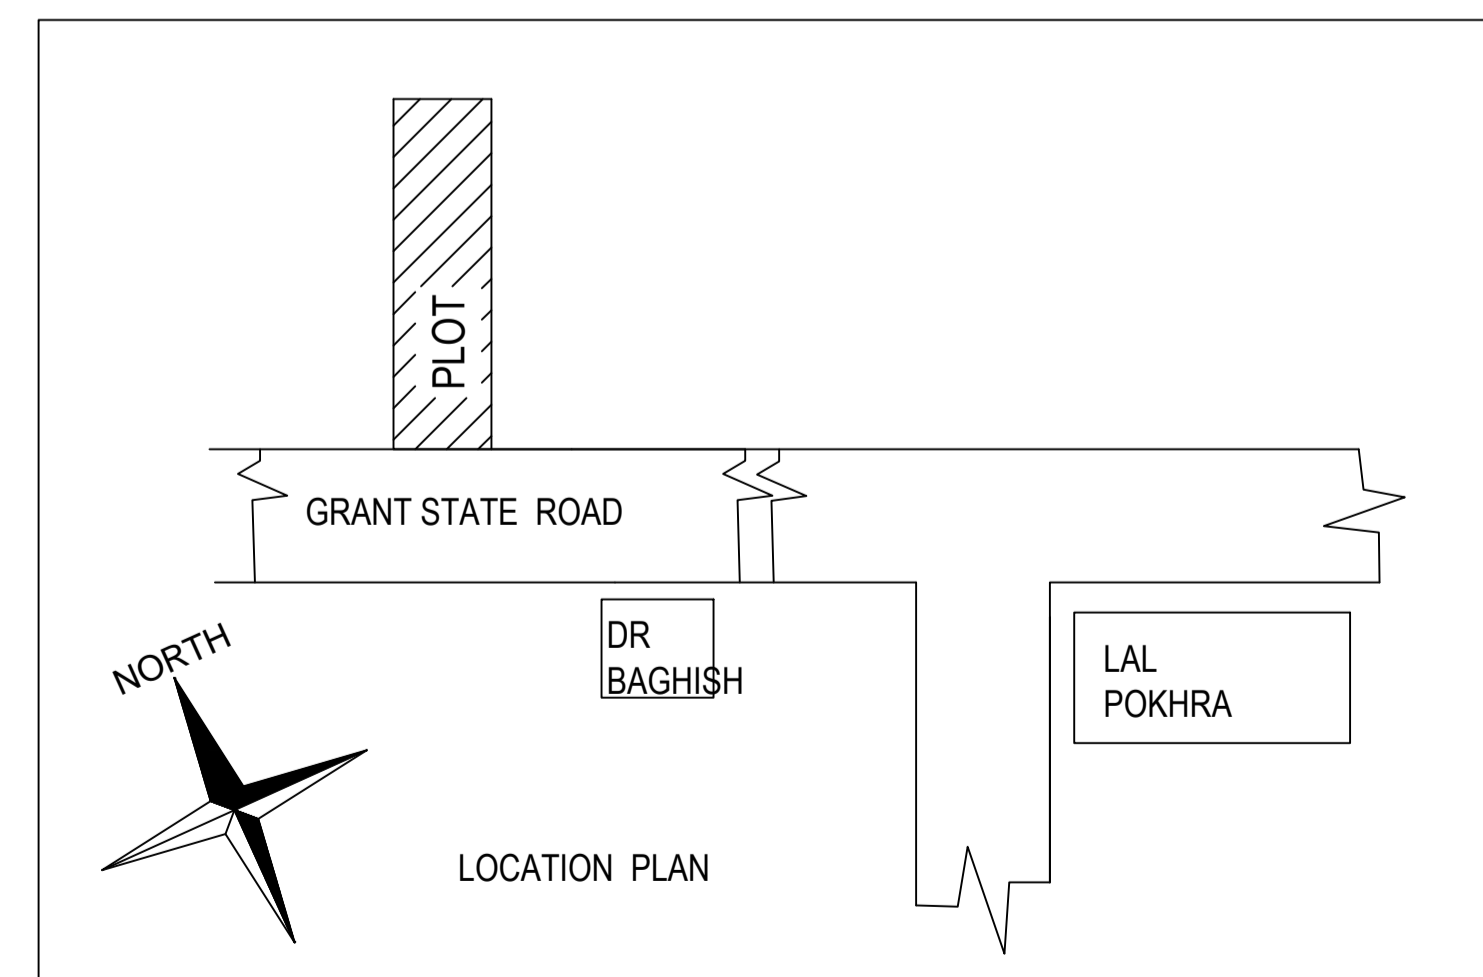 PLOT
GRANT STATE ROAD
DR
BAGHISH
LAL
POKHRA
NORTH
LOCATION PLAN